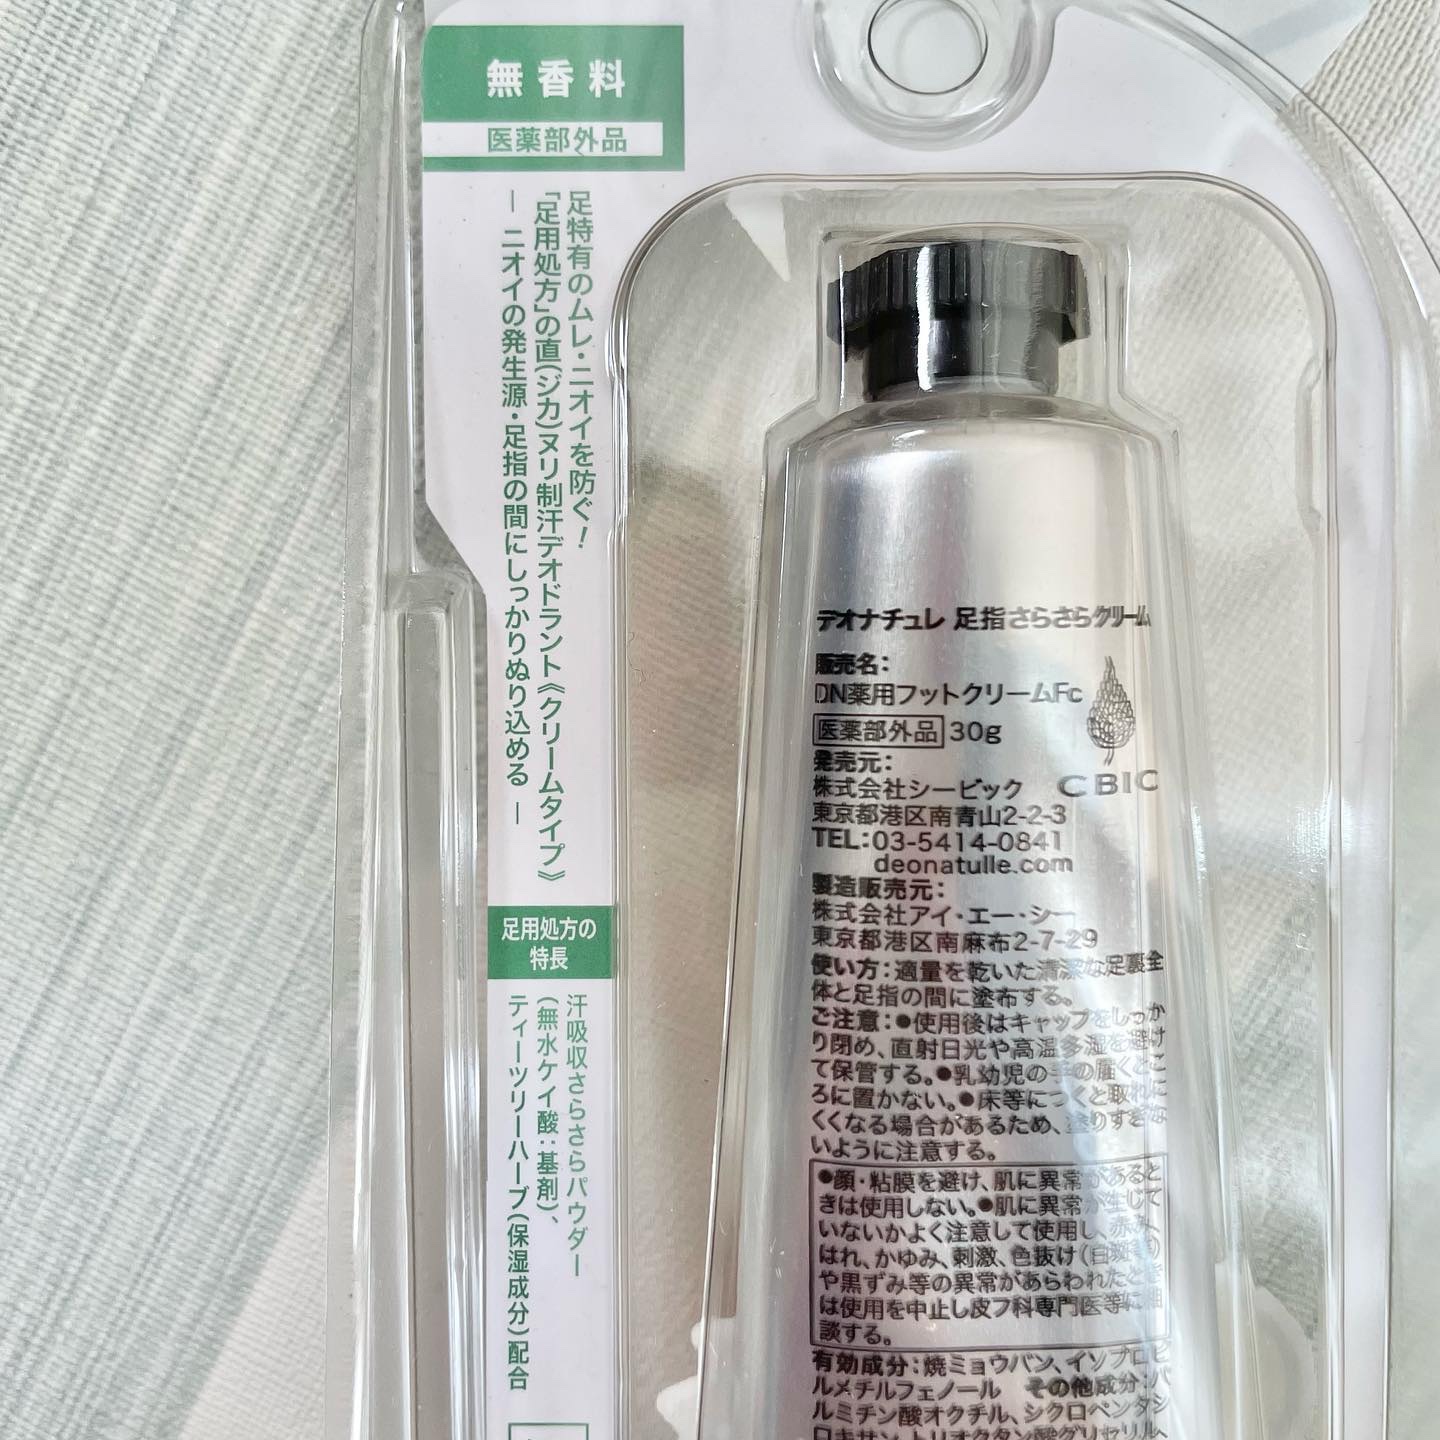 無香料
医薬部外品
足特有のムレ・ニオイを防ぐ!
「足用処方」の直(ジカ)ヌリ制汗デオドラント《クリームタイプ》
— ニオイの発生源・足指の間にしっかりぬり込める —
足用処方の
特長
汗吸収さらさらパウダー
(無水ケイ酸:基剤)、
ティーツリーハーブ(保湿成分)配合
デオナチュレ 足指さらさらクリーム
販売名:
DN薬用フットクリームFc
医薬部外品 30g
発売元:
株式会社シービック
CBIC
東京都港区南青山2-2-3
TEL:03-5414-0841
deonatulle.com
製造販売元:
株式会社アイ・エー・シー
東京都港区南麻布2-7-29
使い方:適量を乾いた清潔な足裏全
体と足指の間に塗布する。
ご注意:●使用後はキャップをしっか
り閉め、直射日光や高温多湿を避け
て保管する。●乳幼児の手の届くとこ
ろに置かない。●床等につくと取れに
くくなる場合があるため、塗りすぎな
いように注意する。
●顔・粘膜を避け、肌に異常があると
きは使用しない。●肌に異常が生じて
いないかよく注意して使用し、赤み、
はれ、かゆみ、刺激、色抜け(白斑等)
や黒ずみ等の異常があらわれたとき
は使用を中止し皮フ科専門医等に相
談する。
有効成分:焼ミョウバン、イソプロピ
ルメチルフェノール その他成分:パ
ルミチン酸オクチル、シクロペンタシ
ロキサン、トリオクタン酸グリセリル、